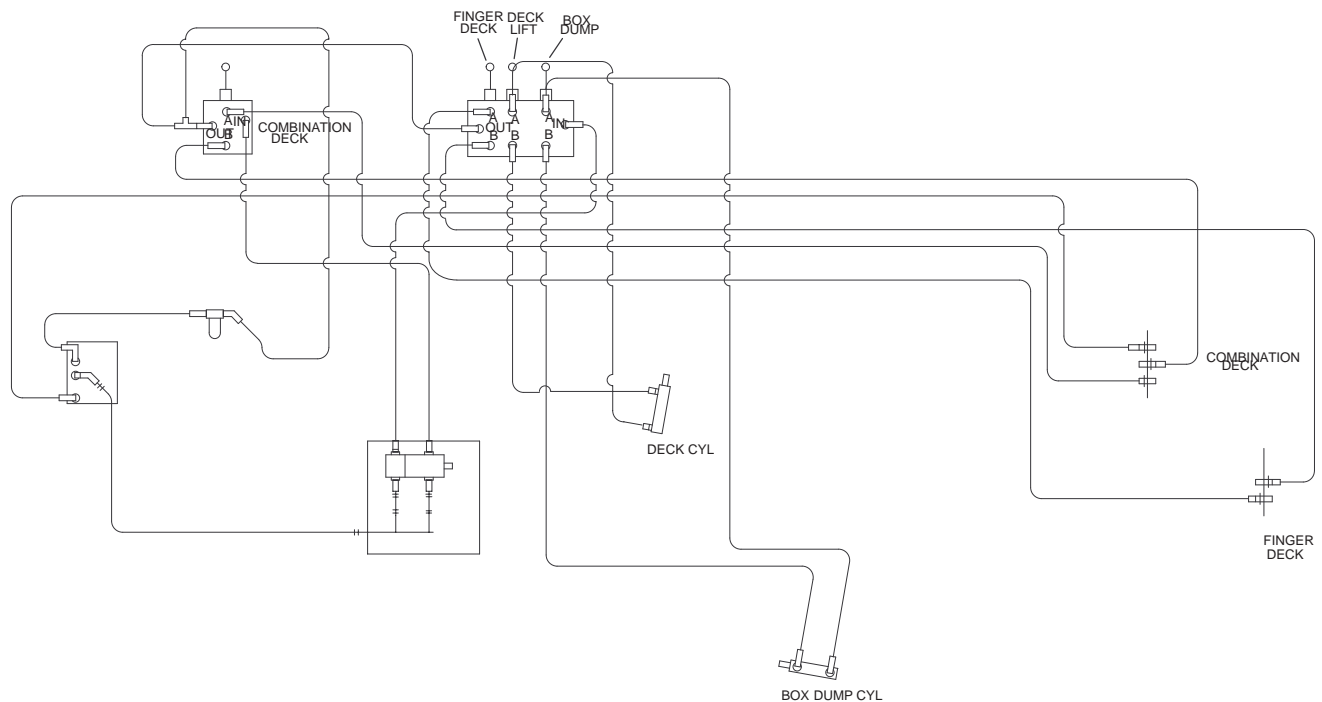 FINGER
DECK
DECK
LIFT
BOX
DUMP
A
IN
OUT
B
COMBINATION
DECK
A
A
A
OUT
IN
B
B
B
COMBINATION
DECK
DECK CYL
FINGER
DECK
BOX DUMP CYL